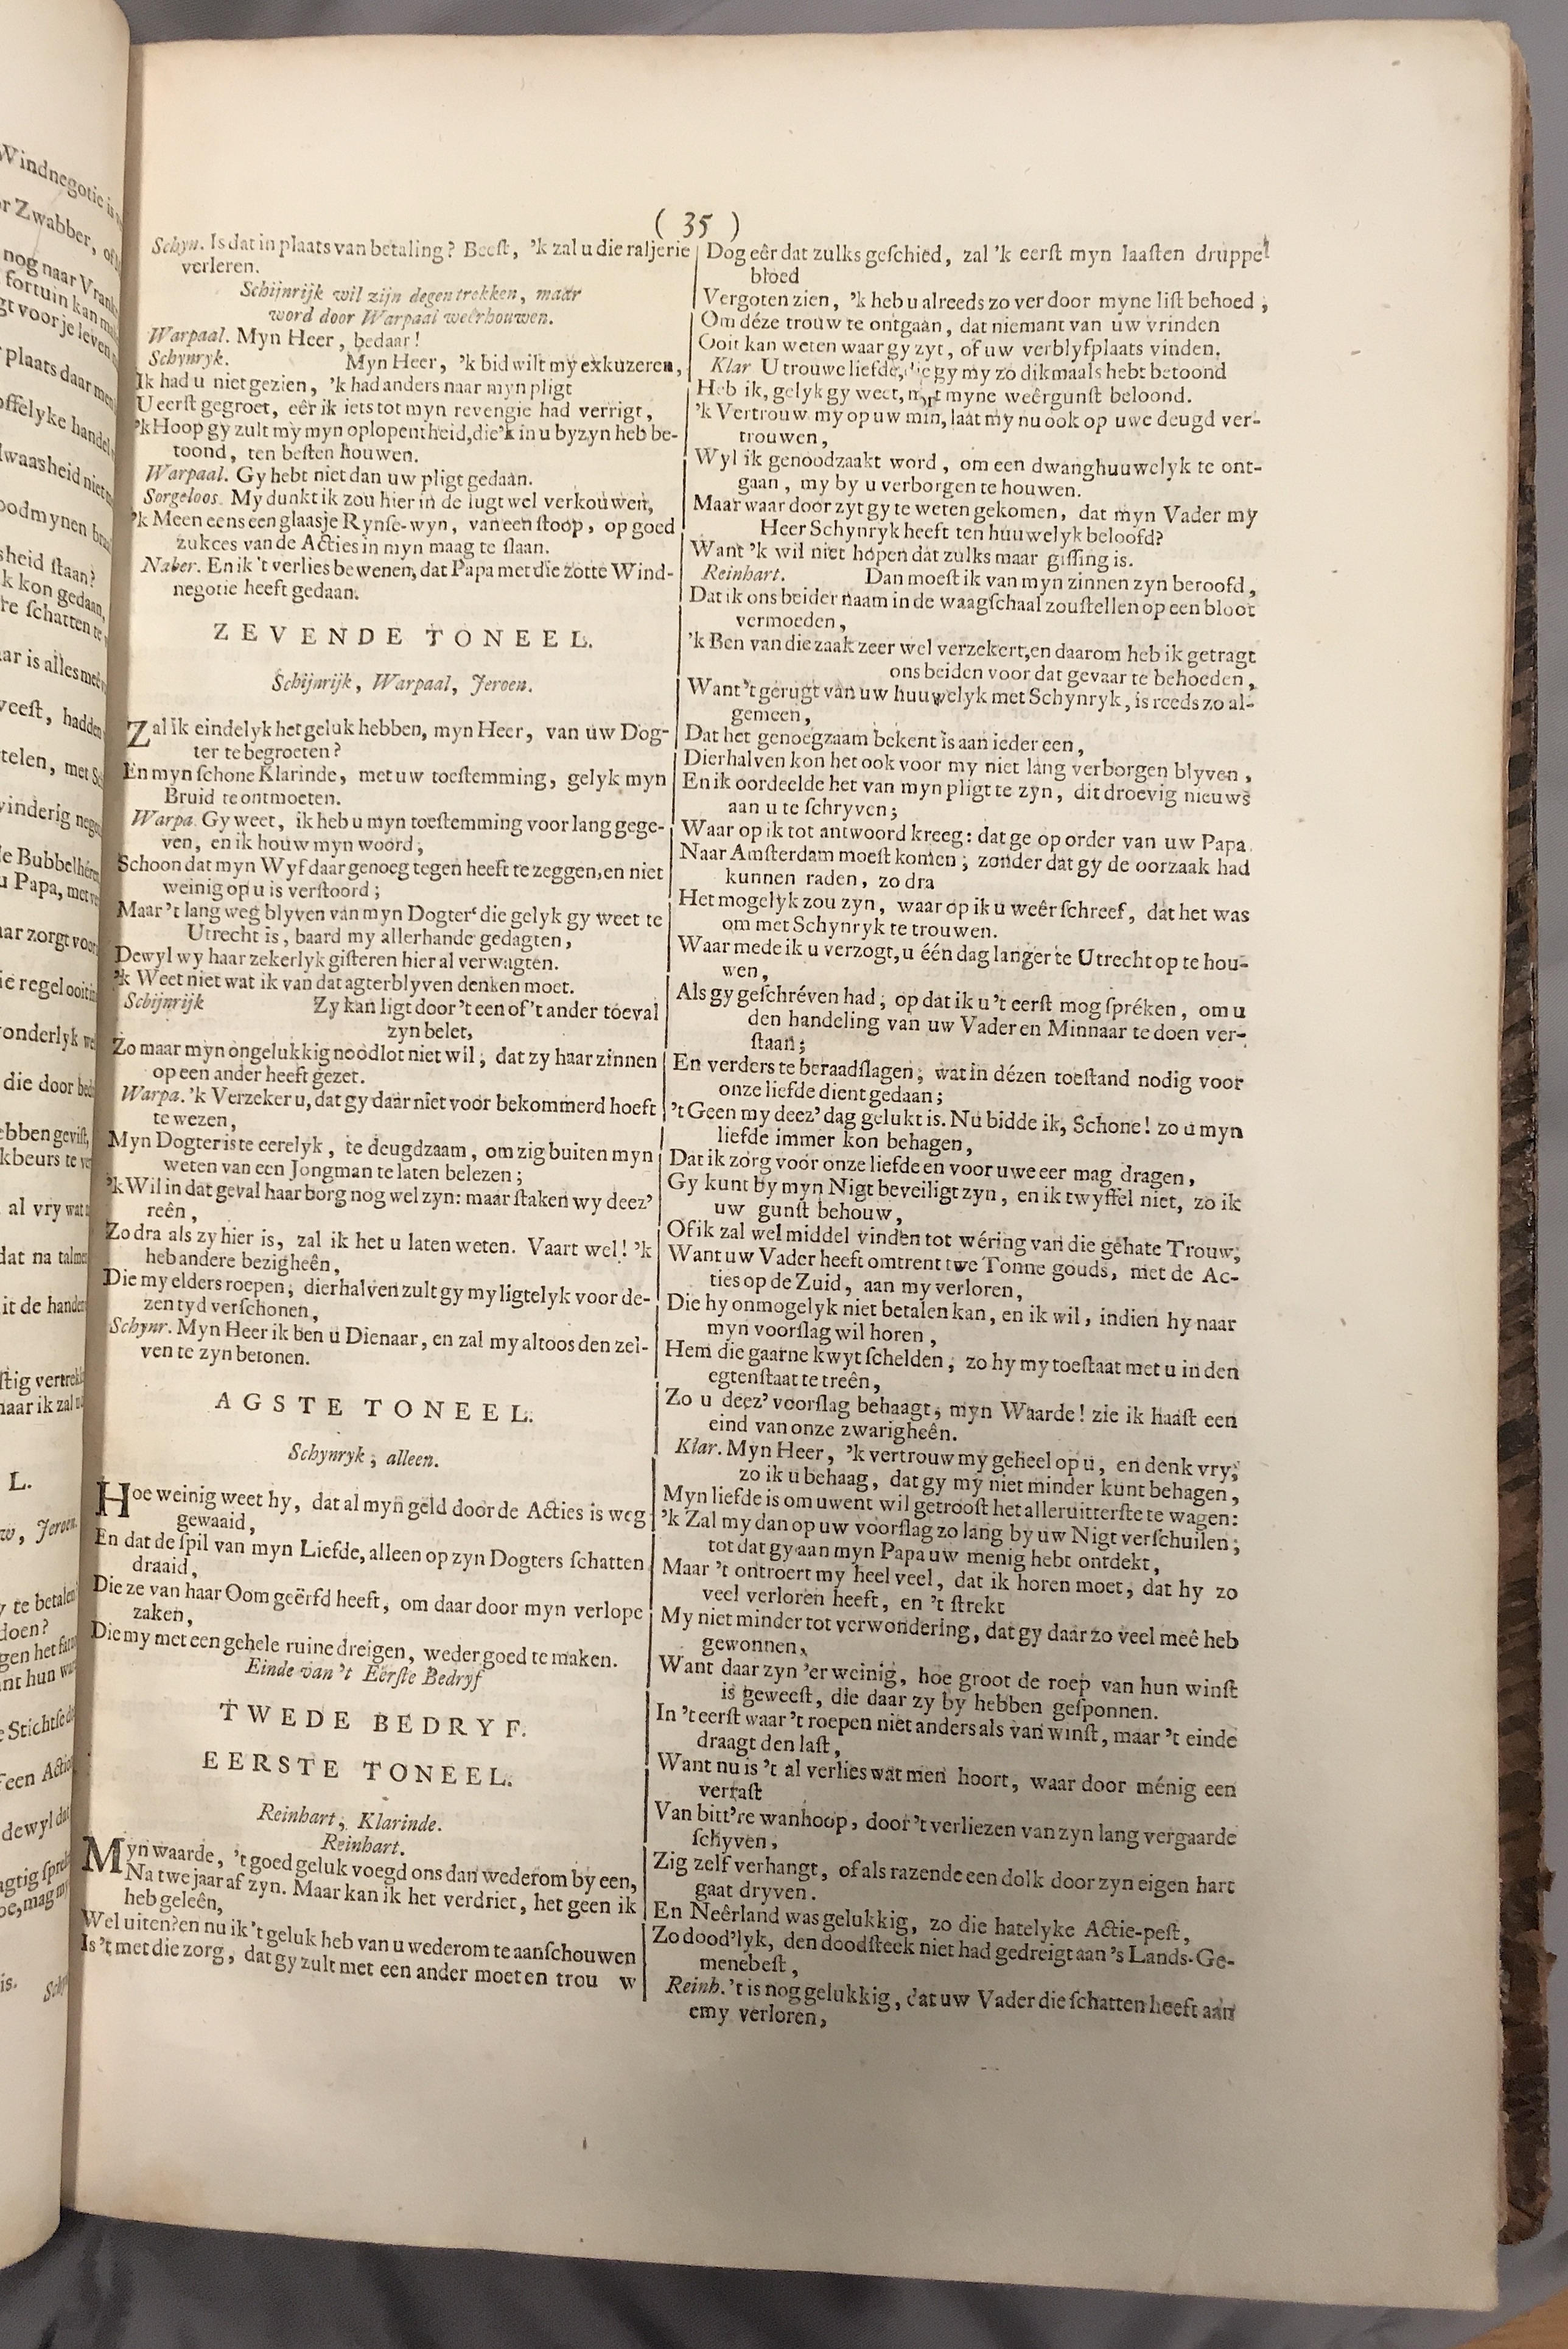 ( 35 )
Schyn. Is dat in plaats van betaling? Beest, 'k zal u die raljerie
verleren.
Schijnrijk wil zijn degen trekken, maar
word door Warpaal weêrhouwen.
Warpaal. Myn Heer, bedaar!
Schynryk. Myn Heer, 'k bid wilt my exkuzeren,
Ik had u niet gezien, 'k had anders naar myn pligt
U eerst gegroet, eêr ik iets tot myn revengie had verrigt,
'k Hoop gy zult my myn oplopentheid, die 'k in u byzyn heb be-
toond, ten besten houwen.
Warpaal. Gy hebt niet dan uw pligt gedaan.
Sorgeloos. My dunkt ik zou hier in de lugt wel verkouwen,
'k Meen eens een glaasje Rynse-wyn, van een stoop, op goed
zukces van de Acties in myn maag te slaan.
Naber. En ik 't verlies bewenen, dat Papa met die zotte Wind-
negotie heeft gedaan.
ZEVENDE TONEEL.
Schijnrijk, Warpaal, Jeroen.
Zal ik eindelyk het geluk hebben, myn Heer, van uw Dog-
ter te begroeten?
En myn schone Klarinde, met uw toestemming, gelyk myn
Bruid te ontmoeten.
Warpa. Gy weet, ik heb u myn toestemming voor lang gege-
ven, en ik houw myn woord;
Schoon dat myn Wyf daar genoeg tegen heeft te zeggen, en niet
weinig op u is verstoord;
Maar 't lang weg blyven van myn Dogter die gelyk gy weet te
Utrecht is, baard my allerhande gedagten,
Dewyl wy haar zekerlyk gisteren hier al verwagten.
'k Weet niet wat ik van dat agterblyven denken moet.
Schijnrijk Zy kan ligt door 't een of 't ander toeval
zyn belet,
Zo maar myn ongelukkig noodlot niet wil, dat zy haar zinnen
op een ander heeft gezet.
Warpa. 'k Verzeker u, dat gy daar niet voor bekommerd hoeft
te wezen,
Myn Dogter is te eerelyk, te deugdzaam, om zig buiten myn
weten van een Jongman te laten belezen;
'k Wil in dat geval haar borg nog wel zyn: maar staken wy deez'
reên,
Zo dra als zy hier is, zal ik het u laten weten. Vaart wel! 'k
heb andere bezigheên,
Die my elders roepen, dierhalven zult gy my ligtelyk voor de-
zen tyd verschonen,
Schynr. Myn Heer ik ben u Dienaar, en zal my altoos den zel-
ven te zyn betonen.
AGSTE TONEEL.
Schynryk, alleen.
Hoe weinig weet hy, dat al myn geld door de Acties is weg
gewaaid,
En dat de spil van myn Liefde, alleen op zyn Dogters schatten
draaid,
Die ze van haar Oom geërfd heeft, om daar door myn verlope
zaken,
Die my met een gehele ruine dreigen, weder goed te maken.
Einde van 't Eerste Bedryf
TWEDE BEDRYF.
EERSTE TONEEL.
Reinhart, Klarinde.
Reinhart.
Myn waarde, 't goed geluk voegd ons dan wederom by een,
Na twe jaar af zyn. Maar kan ik het verdriet, het geen ik
heb geleên,
Wel uiten? en nu ik 't geluk heb van u wederom te aanschouwen
Is 't met die zorg, dat gy zult met een ander moeten trou w
Dog eêr dat zulks geschied, zal 'k eerst myn laasten druppel
bloed
Vergoten zien, 'k heb u alreeds zo ver door myne list behoed,
Om déze trouw te ontgaan, dat niemant van uw vrinden
Ooit kan weten waar gy zyt, of uw verblyfplaats vinden.
Klar U trouwe liefde, die gy my zo dikmaals hebt betoond
Heb ik, gelyk gy weet, met myne weêrgunst beloond.
'k Vertrouw my op uw min, laat my nu ook op uwe deugd ver-
trouwen,
Wyl ik genoodzaakt word, om een dwanghuuwelyk te ont-
gaan, my by u verborgen te houwen.
Maar waar door zyt gy te weten gekomen, dat myn Vader my
Heer Schynryk heeft ten huuwelyk beloofd?
Want 'k wil niet hopen dat zulks maar gissing is.
Reinhart. Dan moest ik van myn zinnen zyn beroofd,
Dat ik ons beider naam in de waagschaal zou stellen op een bloot
vermoeden,
'k Ben van die zaak zeer wel verzekert, en daarom heb ik getragt
ons beiden voor dat gevaar te behoeden,
Want 't gerugt van uw huuwelyk met Schynryk, is reeds zo al-
gemeen,
Dat het genoegzaam bekent is aan ieder een,
Dierhalven kon het ook voor my niet lang verborgen blyven,
En ik oordeelde het van myn pligt te zyn, dit droevig nieuws
aan u te schryven;
Waar op ik tot antwoord kreeg: dat ge op order van uw Papa
Naar Amsterdam moest komen; zonder dat gy de oorzaak had
kunnen raden, zo dra
Het mogelyk zou zyn, waar op ik u weêr schreef, dat het was
om met Schynryk te trouwen.
Waar mede ik u verzogt, u één dag langer te Utrecht op te hou-
wen,
Als gy geschréven had, op dat ik u 't eerst mog spréken, om u
den handeling van uw Vader en Minnaar te doen ver-
staan;
En verders te beraadslagen, wat in dézen toestand nodig voor
onze liefde dient gedaan;
't Geen my deez' dag gelukt is. Nu bidde ik, Schone! zo u myn
liefde immer kon behagen,
Dat ik zorg voor onze liefde en voor uwe eer mag dragen,
Gy kunt by myn Nigt beveiligt zyn, en ik twyffel niet, zo ik
uw gunst behouw,
Of ik zal wel middel vinden tot wéring van die gehate Trouw,
Want uw Vader heeft omtrent twe Tonne gouds, met de Ac-
ties op de Zuid, aan my verloren,
Die hy onmogelyk niet betalen kan, en ik wil, indien hy naar
myn voorslag wil horen,
Hem die gaarne kwyt schelden, zo hy my toestaat met u in den
egtenstaat te treên,
Zo u deez' voorslag behaagt, myn Waarde! zie ik haast een
eind van onze zwarigheên.
Klar. Myn Heer, 'k vertrouw my geheel op u, en denk vry,
zo ik u behaag, dat gy my niet minder kunt behagen,
Myn liefde is om uwent wil getroost het alleruitterste te wagen:
'k Zal my dan op uw voorslag zo lang by uw Nigt verschuilen,
tot dat gy aan myn Papa uw menig hebt ontdekt,
Maar 't ontroert my heel veel, dat ik horen moet, dat hy zo
veel verloren heeft, en 't strekt
My niet minder tot verwondering, dat gy daar zo veel meê heb
gewonnen,
Want daar zyn 'er weinig, hoe groot de roep van hun winst
is geweest, die daar zy by hebben gesponnen.
In 't eerst waar 't roepen niet anders als van winst, maar 't einde
draagt den last,
Want nu is 't al verlies wat men hoort, waar door ménig een
verrast
Van bitt're wanhoop, door 't verliezen van zyn lang vergaarde
schyven,
Zig zelf verhangt, of als razende een dolk door zyn eigen hart
gaat dryven.
En Neêrland was gelukkig, zo die hatelyke Actie-pest,
Zo dood'lyk, den doodsteek niet had gedreigt aan 's Lands-Ge-
menebest,
Reinh. 't is nog gelukkig, dat uw Vader die schatten heeft aan
emy verloren,